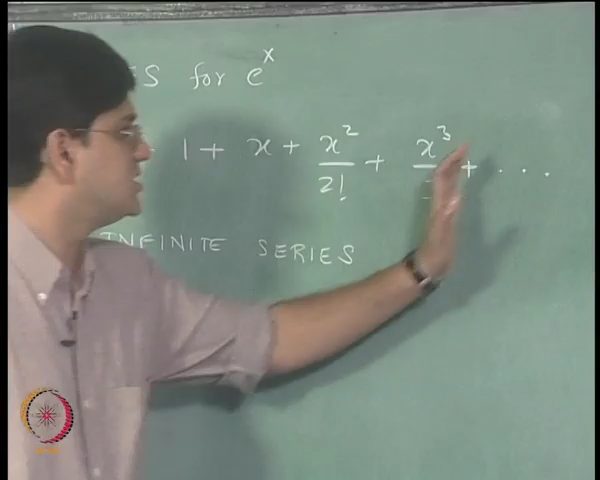 ES for e^x
1 + x + x^2/2! + x^3/ + ...
INFINITE SERIES